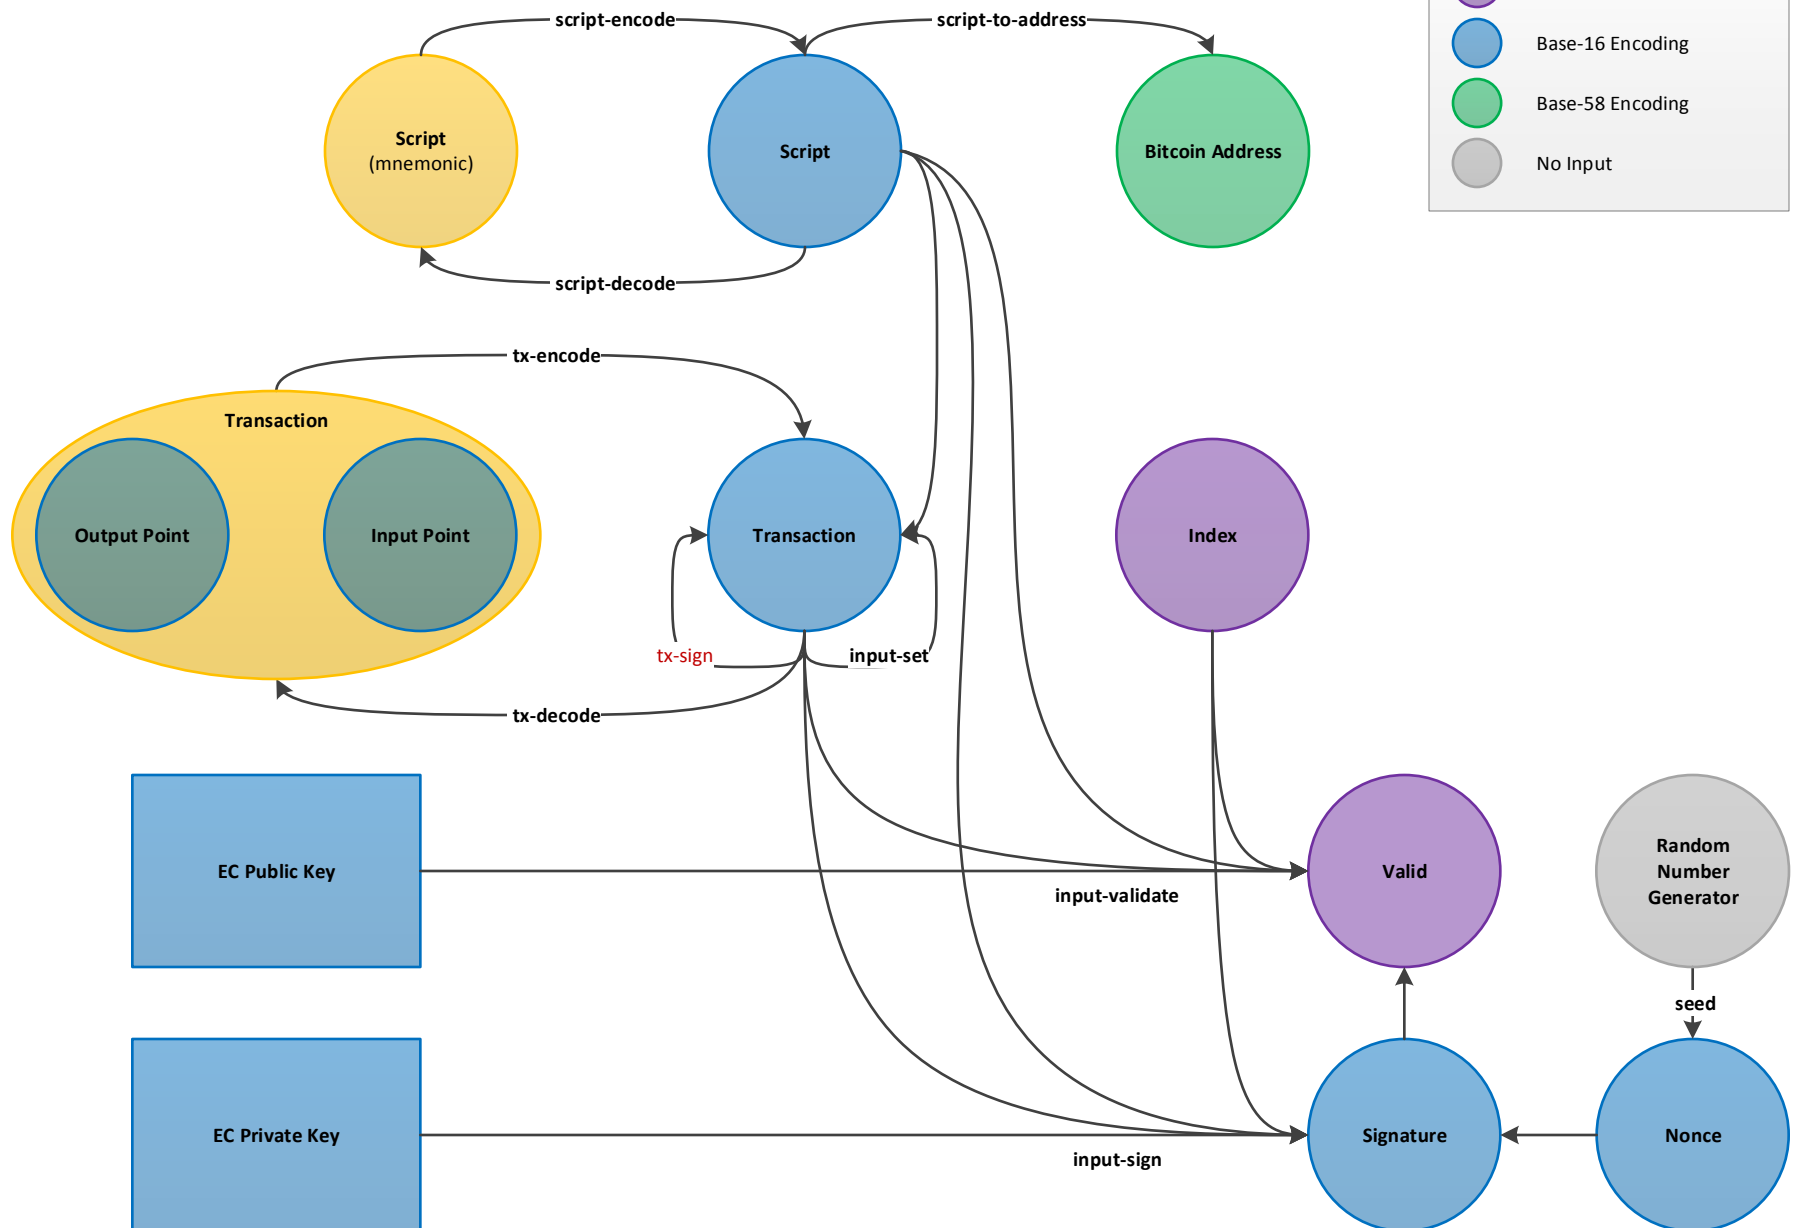 script-encode
script-to-address
Base-16 Encoding
Base-58 Encoding
No Input
Script
(mnemonic)
Script
Bitcoin Address
script-decode
tx-encode
Transaction
Output Point
Input Point
Transaction
Index
tx-sign
input-set
tx-decode
EC Public Key
input-validate
Valid
Random
Number
Generator
seed
EC Private Key
input-sign
Signature
Nonce